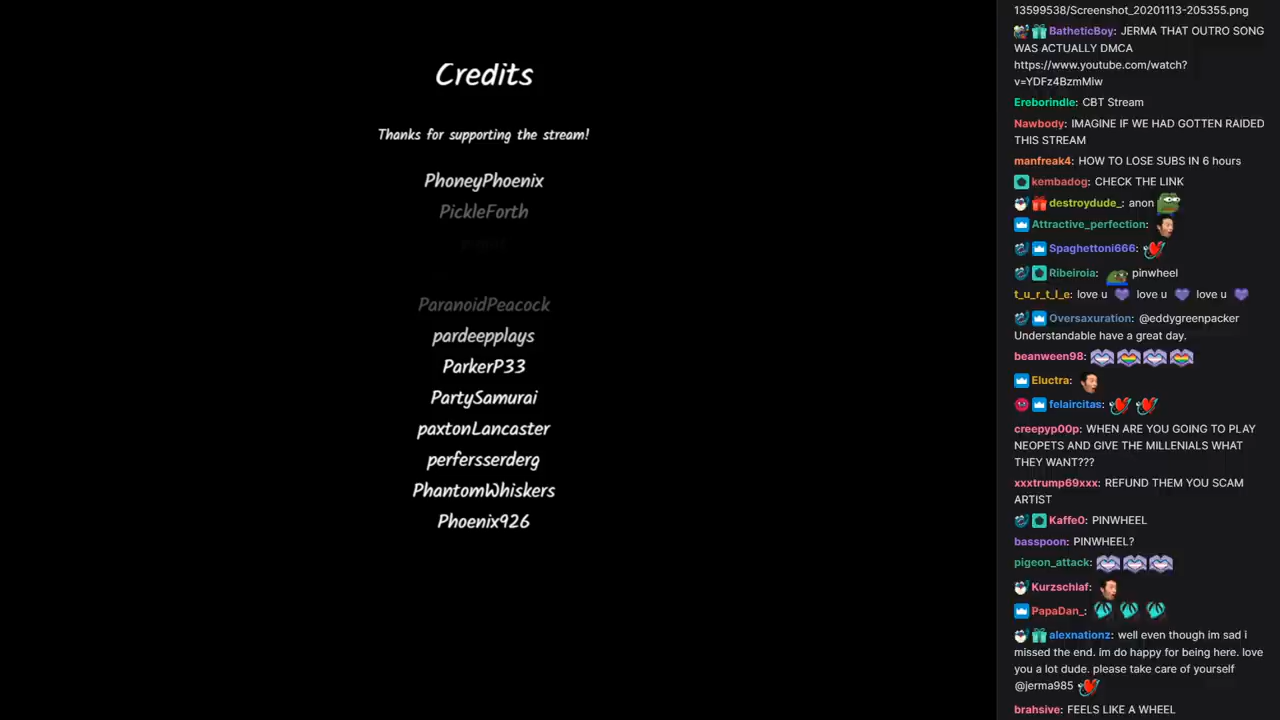 Credits
Thanks for supporting the stream!
PhoneyPhoenix
PickleForth
ParanoidPeacock
pardeepplays
ParkerP33
PartySamurai
paxtonLancaster
perfersserderg
PhantomWhiskers
Phoenix926
13599538/Screenshot_20201113-205355.png
BatheticBoy: JERMA THAT OUTRO SONG
WAS ACTUALLY DMCA
https://www.youtube.com/watch?
v=YDFz4BzmMiw
Ereborindle: CBT Stream
Nawbody: IMAGINE IF WE HAD GOTTEN RAIDED
THIS STREAM
manfreak4: HOW TO LOSE SUBS IN 6 hours
kembadog: CHECK THE LINK
destroydude_: anon
Attractive_perfection:
Spaghettoni666:
Ribeiroia: pinwheel
t_u_r_t_l_e: love u love u love u
Oversaxuration: @eddygreenpacker
Understandable have a great day.
beanween98:
Eluctra:
felaircitas:
creepyp00p: WHEN ARE YOU GOING TO PLAY
NEOPETS AND GIVE THE MILLENIALS WHAT
THEY WANT???
xxxtrump69xxx: REFUND THEM YOU SCAM
ARTIST
Kaffe0: PINWHEEL
basspoon: PINWHEEL?
pigeon_attack:
Kurzschlaf:
PapaDan_:
alexnationz: well even though im sad i
missed the end. im do happy for being here. love
you a lot dude. please take care of yourself
@jerma985
brahsive: FEELS LIKE A WHEEL